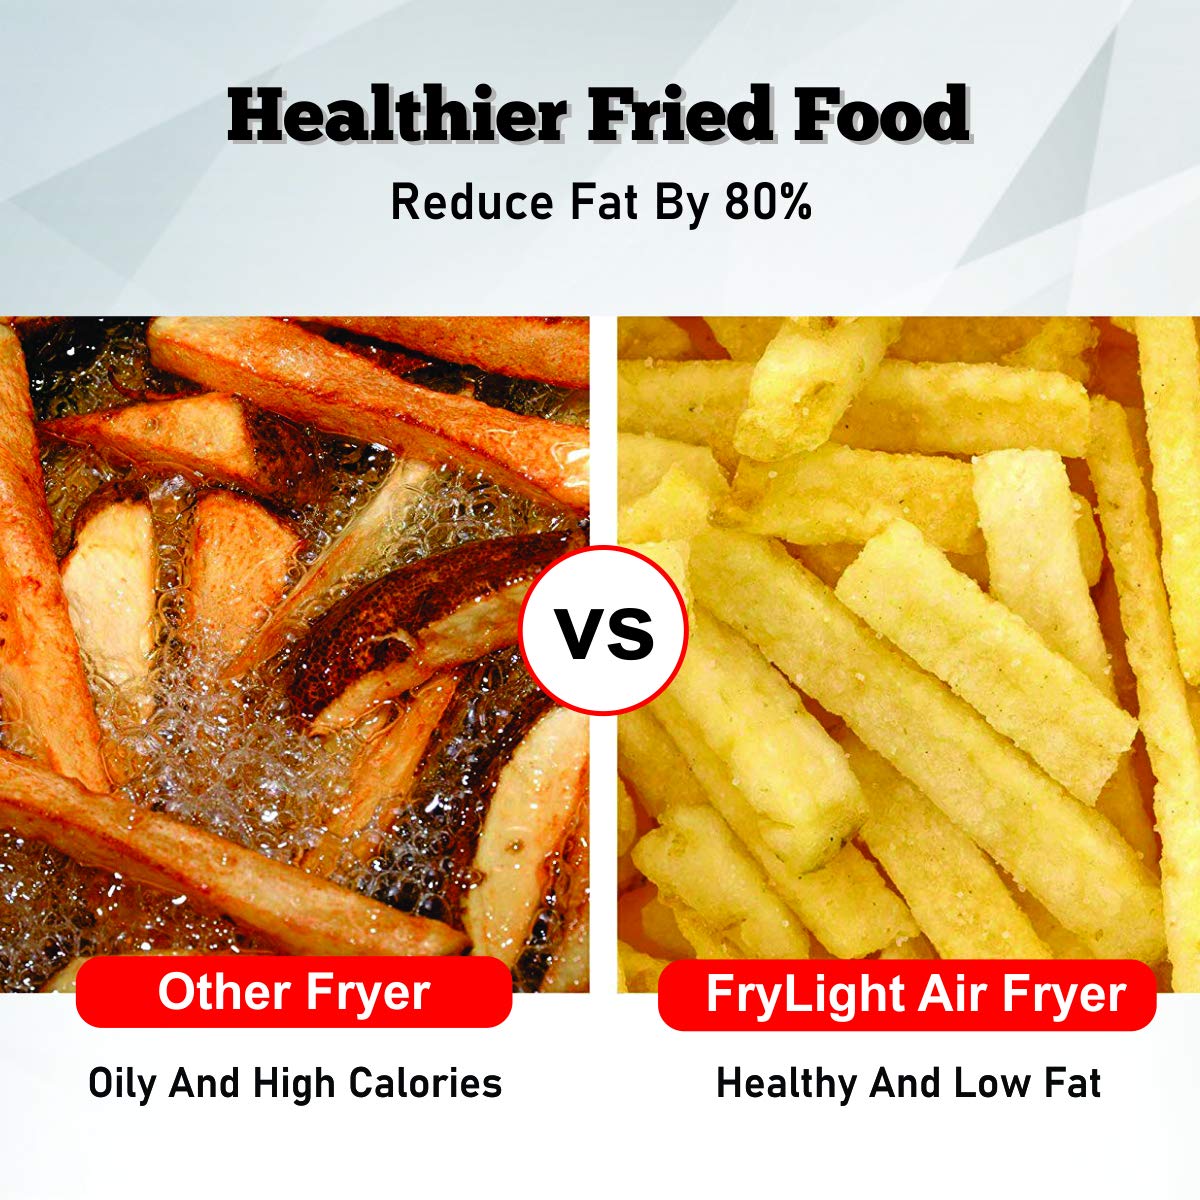 Healthier Fried Food
Reduce Fat By 80%
VS
Other Fryer
FryLight Air Fryer
Oily And High Calories
Healthy And Low Fat